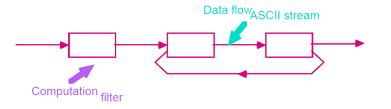 Data flow
ASCII stream
Computation
filter